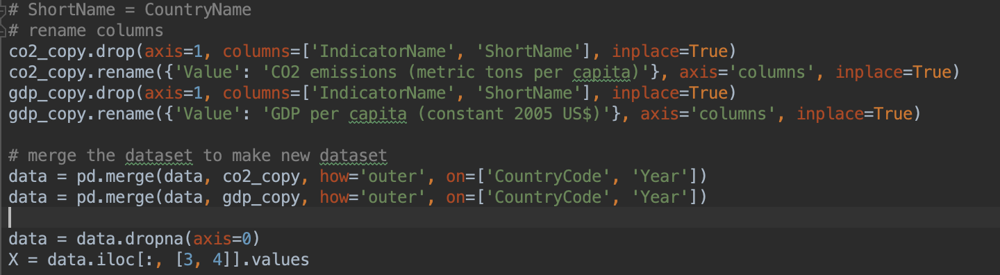 # ShortName = CountryName
# rename columns
co2_copy.drop(axis=1, columns=['IndicatorName', 'ShortName'], inplace=True)
co2_copy.rename({'Value': 'CO2 emissions (metric tons per capita)'}, axis='columns', inplace=True)
gdp_copy.drop(axis=1, columns=['IndicatorName', 'ShortName'], inplace=True)
gdp_copy.rename({'Value': 'GDP per capita (constant 2005 US$)'}, axis='columns', inplace=True)
# merge the dataset to make new dataset
data = pd.merge(data, co2_copy, how='outer', on=['CountryCode', 'Year'])
data = pd.merge(data, gdp_copy, how='outer', on=['CountryCode', 'Year'])
data = data.dropna(axis=0)
X = data.iloc[:, [3, 4]].values